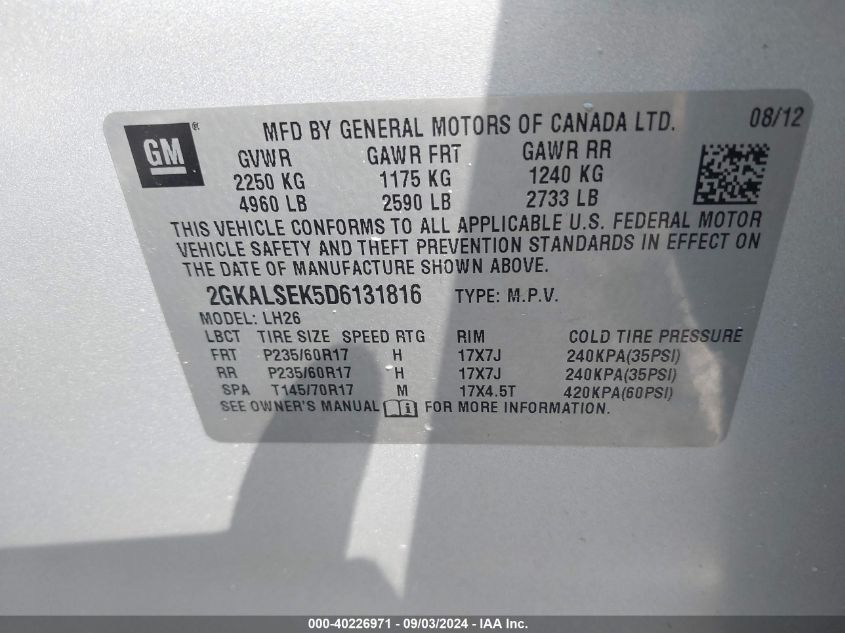 GM®
MFD BY GENERAL MOTORS OF CANADA LTD. 08/12
GVWR GAWR FRT GAWR RR
2250 KG 1175 KG 1240 KG
4960 LB 2590 LB 2733 LB
THIS VEHICLE CONFORMS TO ALL APPLICABLE U.S. FEDERAL MOTOR
VEHICLE SAFETY AND THEFT PREVENTION STANDARDS IN EFFECT ON
THE DATE OF MANUFACTURE SHOWN ABOVE.
2GKALSEK5D6131816 TYPE: M.P.V.
MODEL: LH26
LBCT TIRE SIZE SPEED RTG RIM COLD TIRE PRESSURE
FRT P235/60R17 H 17X7J 240KPA(35PSI)
RR P235/60R17 H 17X7J 240KPA(35PSI)
SPA T145/70R17 M 17X4.5T 420KPA(60PSI)
SEE OWNER'S MANUAL FOR MORE INFORMATION.
000-40226971 - 09/03/2024 - IAA Inc.